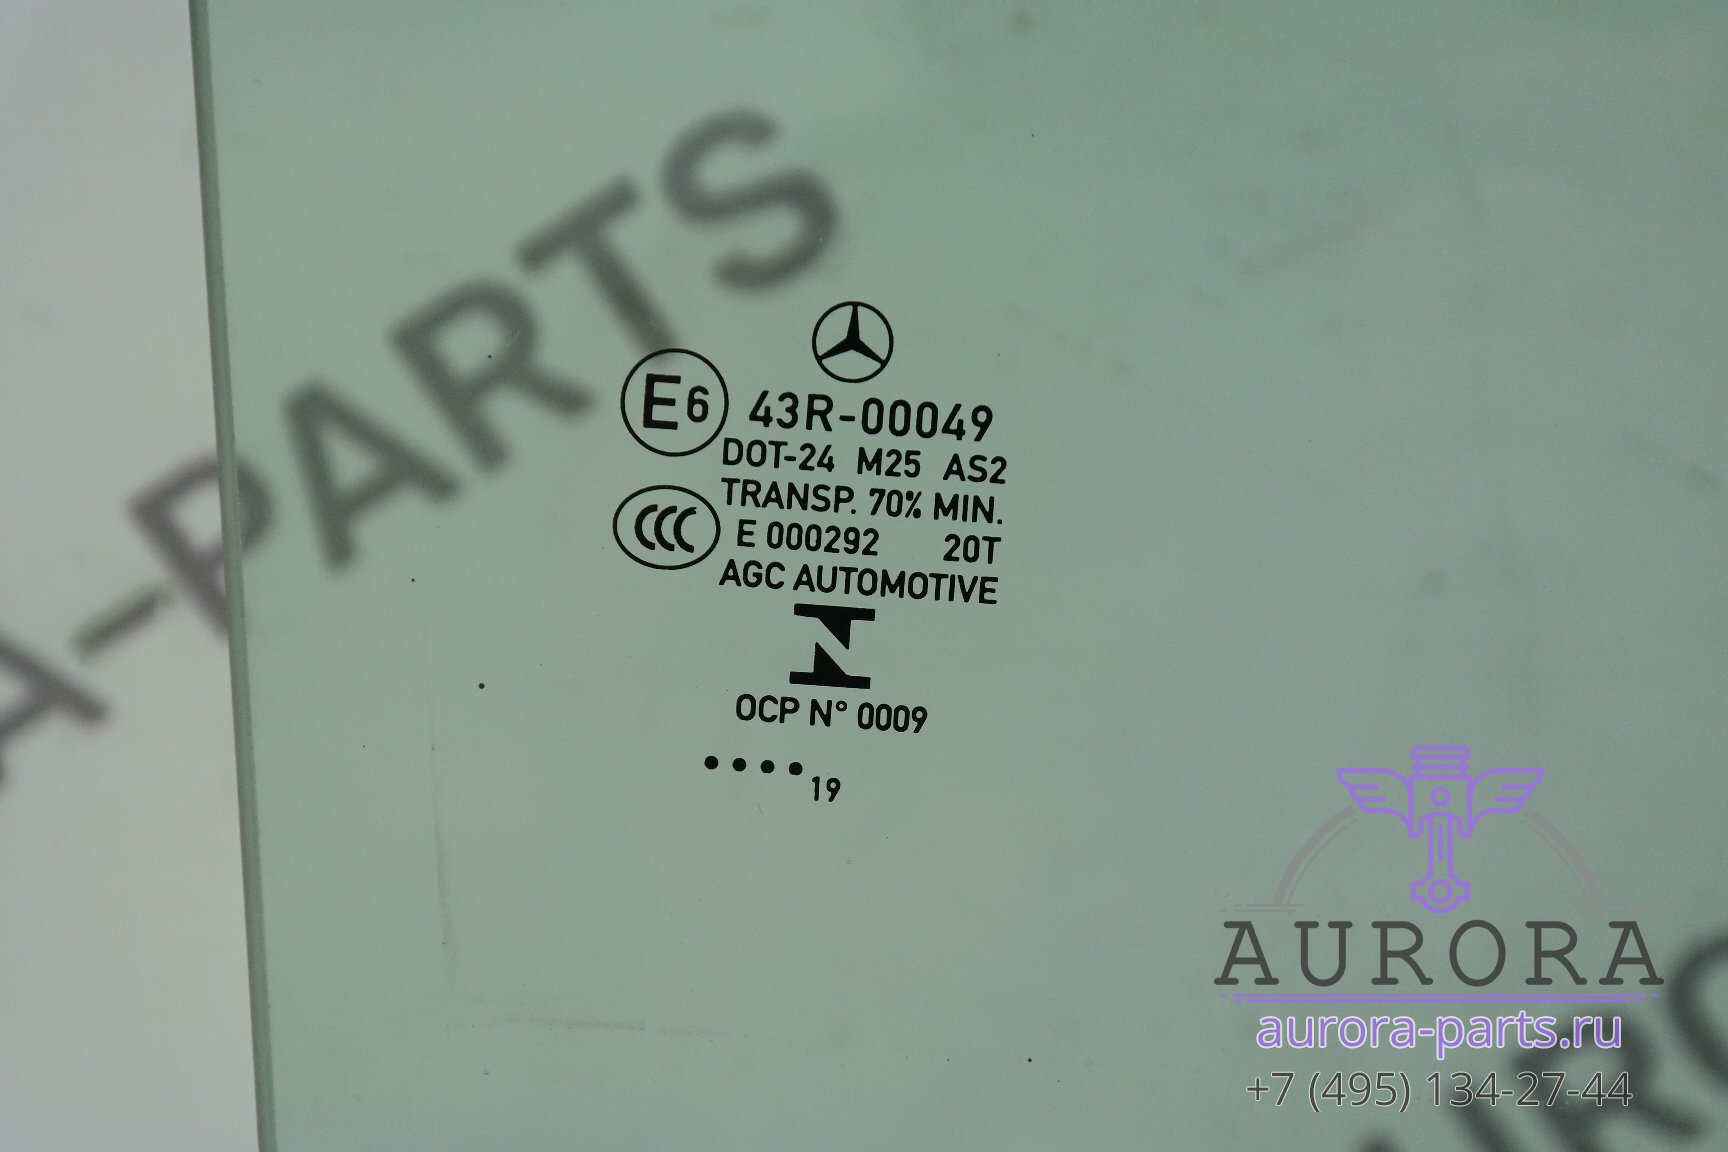 A-PARTS
E6
43R-00049
DOT-24 M25 AS2
TRANSP. 70% MIN.
CCC
E 000292 20T
AGC AUTOMOTIVE
OCP N° 0009
.... 19
AURORA
aurora-parts.ru
+7 (495) 134-27-44